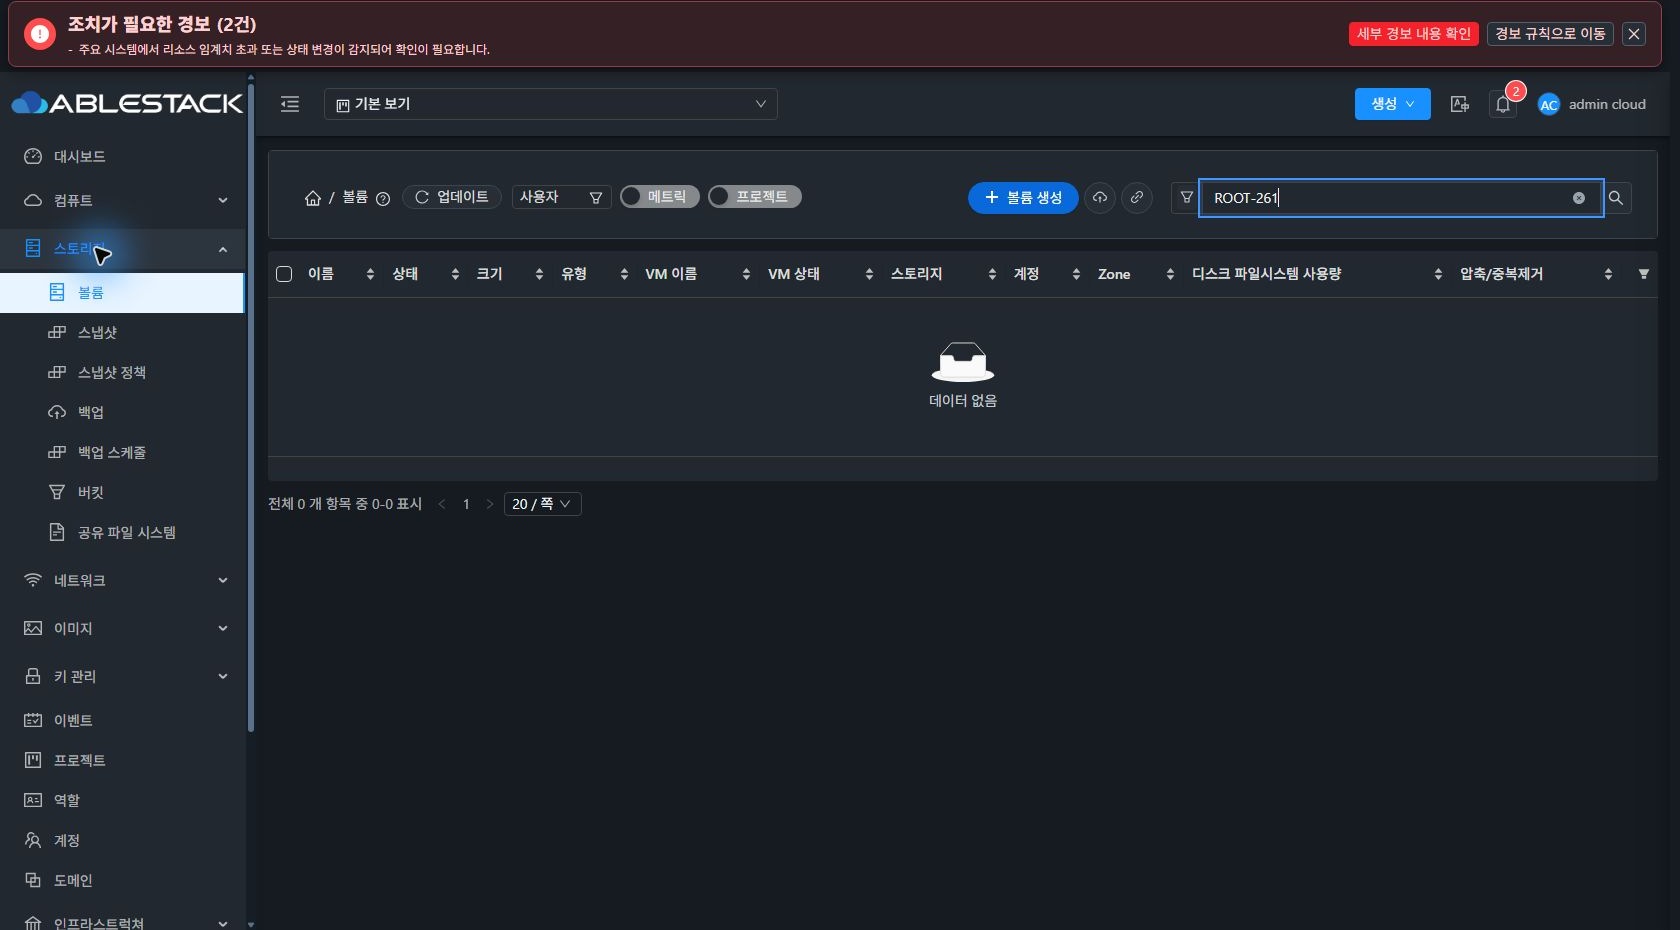 조치가 필요한 경보 (2건)
- 주요 시스템에서 리소스 임계치 초과 또는 상태 변경이 감지되어 확인이 필요합니다.
세부 경보 내용 확인
경보 규칙으로 이동
ABLESTACK
기본 보기
생성
2
AC
admin cloud
대시보드
컴퓨트
스토리지
볼륨
스냅샷
스냅샷 정책
백업
백업 스케줄
버킷
공유 파일 시스템
네트워크
이미지
키 관리
이벤트
프로젝트
역할
계정
도메인
인프라스트럭쳐
/ 볼륨
업데이트
사용자
메트릭
프로젝트
+ 볼륨 생성
ROOT-261
이름 상태 크기 유형 VM 이름 VM 상태 스토리지 계정 Zone 디스크 파일시스템 사용량 압축/중복제거
데이터 없음
전체 0 개 항목 중 0-0 표시 < 1 > 20 / 쪽